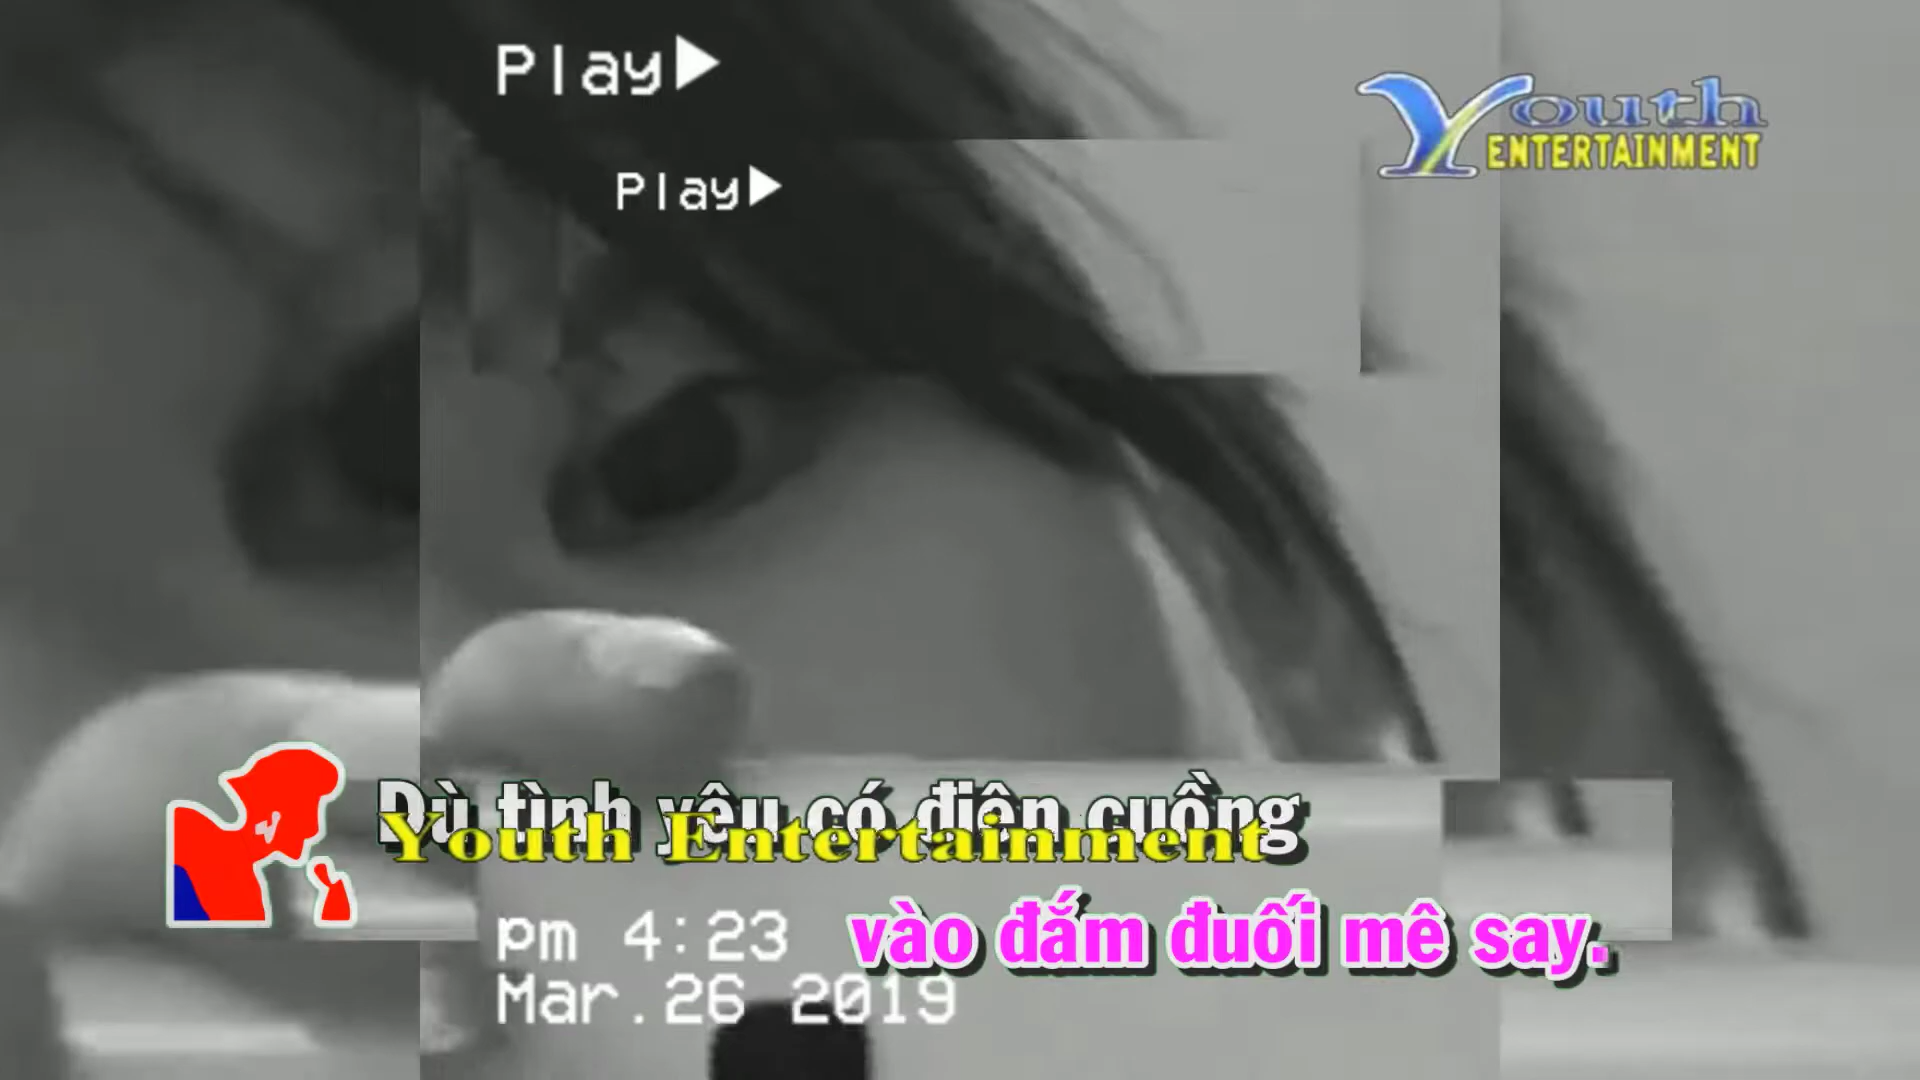 Play
Play
Youth
ENTERTAINMENT
Dù tình yêu có điên cuồng
Youth Entertainment
vào đắm đuối mê say.
pm 4:23
Mar. 26 2019